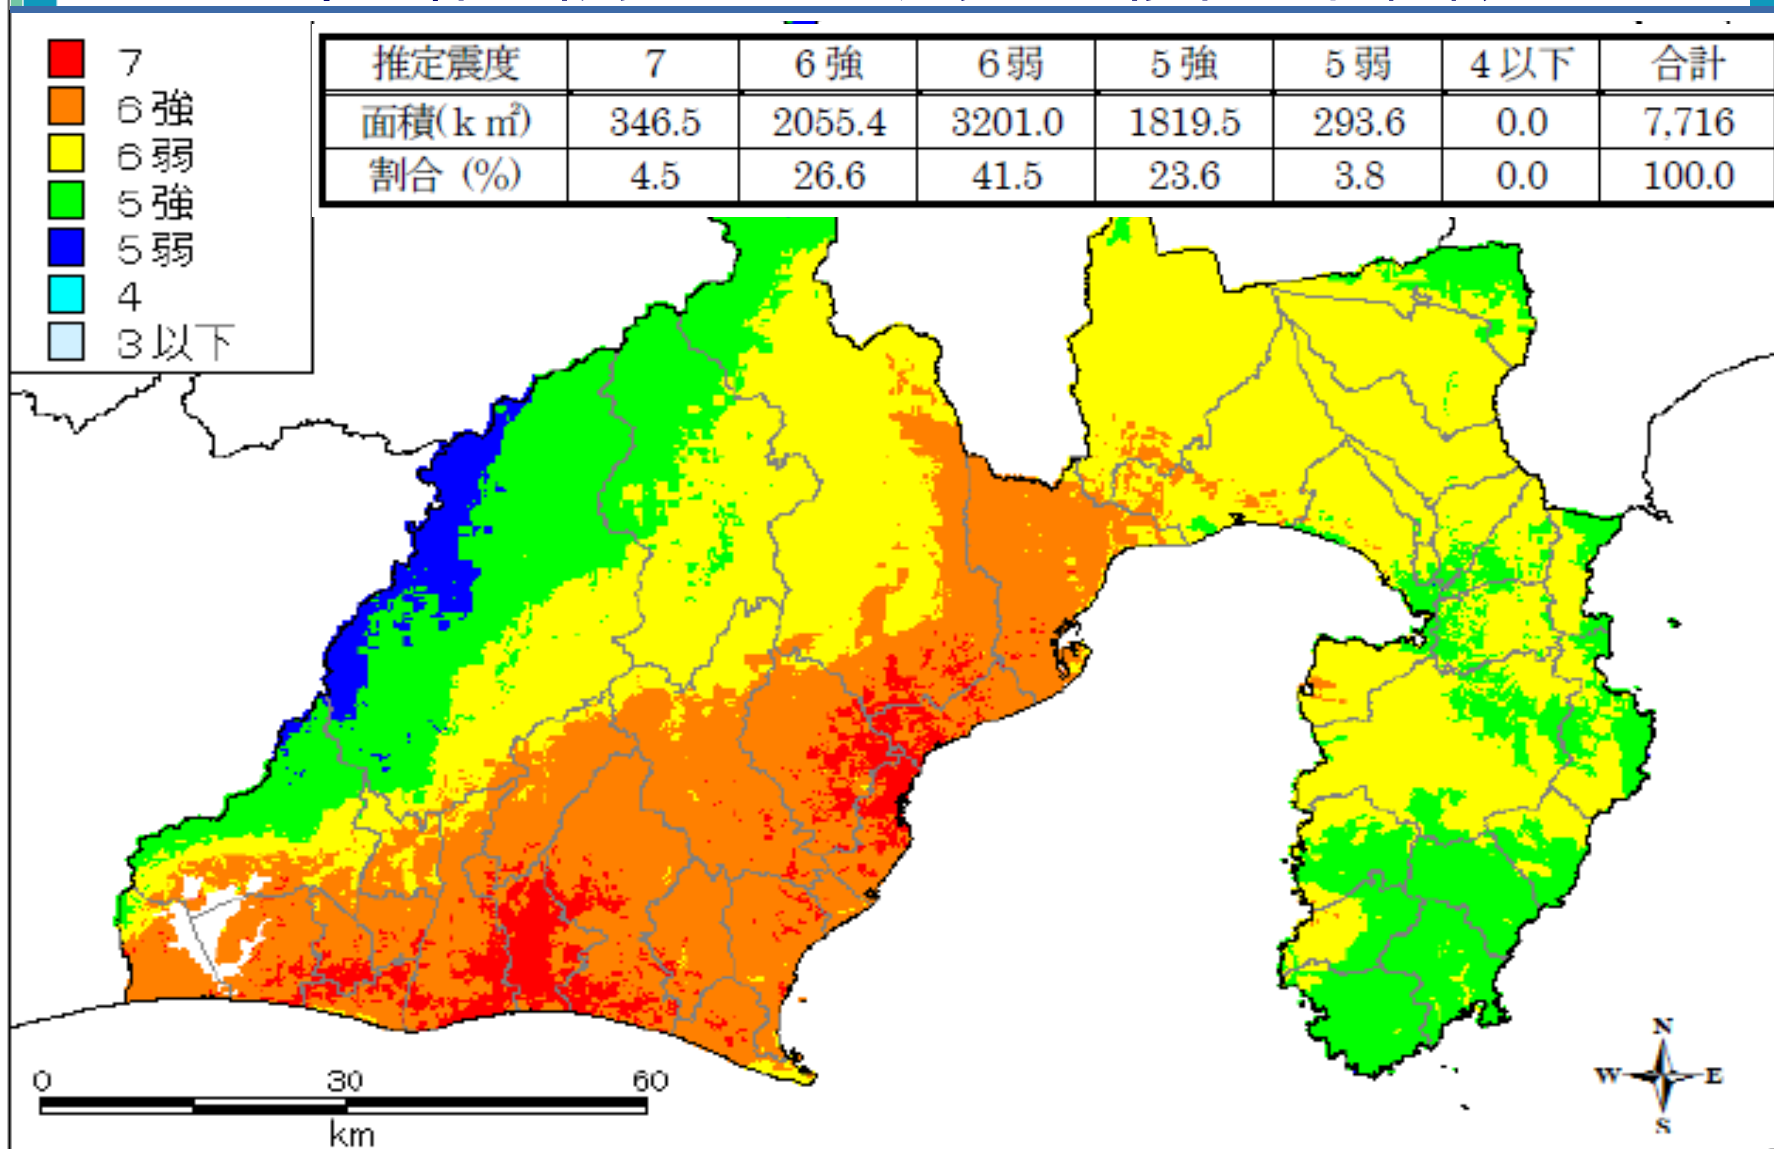 7
6強
6弱
5強
5弱
4
3以下
推定震度 7 6強 6弱 5強 5弱 4以下 合計
面積(k㎡) 346.5 2055.4 3201.0 1819.5 293.6 0.0 7,716
割合 (%) 4.5 26.6 41.5 23.6 3.8 0.0 100.0
0 30 60
km
N
W E
S